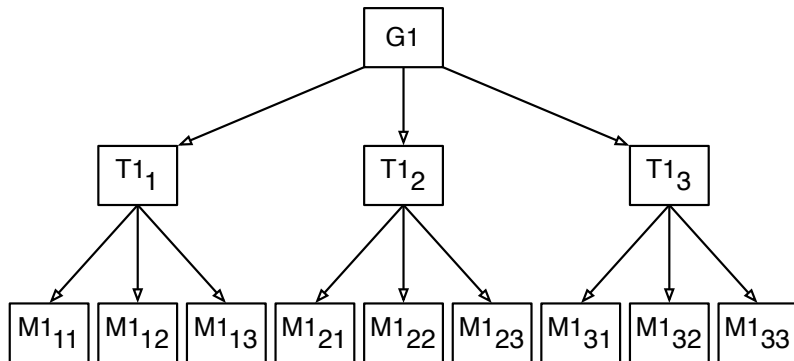 G1
T1₁ T1₂ T1₃
M1₁₁ M1₁₂ M1₁₃ M1₂₁ M1₂₂ M1₂₃ M1₃₁ M1₃₂ M1₃₃